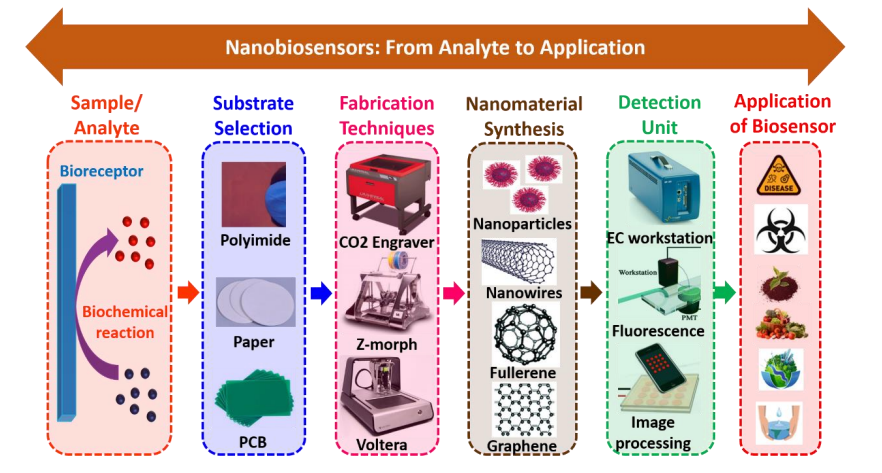 Nanobiosensors: From Analyte to Application
Sample/
Analyte
Bioreceptor
Biochemical
reaction
Substrate
Selection
Polyimide
Paper
PCB
Fabrication
Techniques
CO2 Engraver
Z-morph
Voltera
Nanomaterial
Synthesis
Nanoparticles
Nanowires
Fullerene
Graphene
Detection
Unit
EC workstation
Workstation
PMT
Fluorescence
Image
processing
Application
of Biosensor
DISEASE